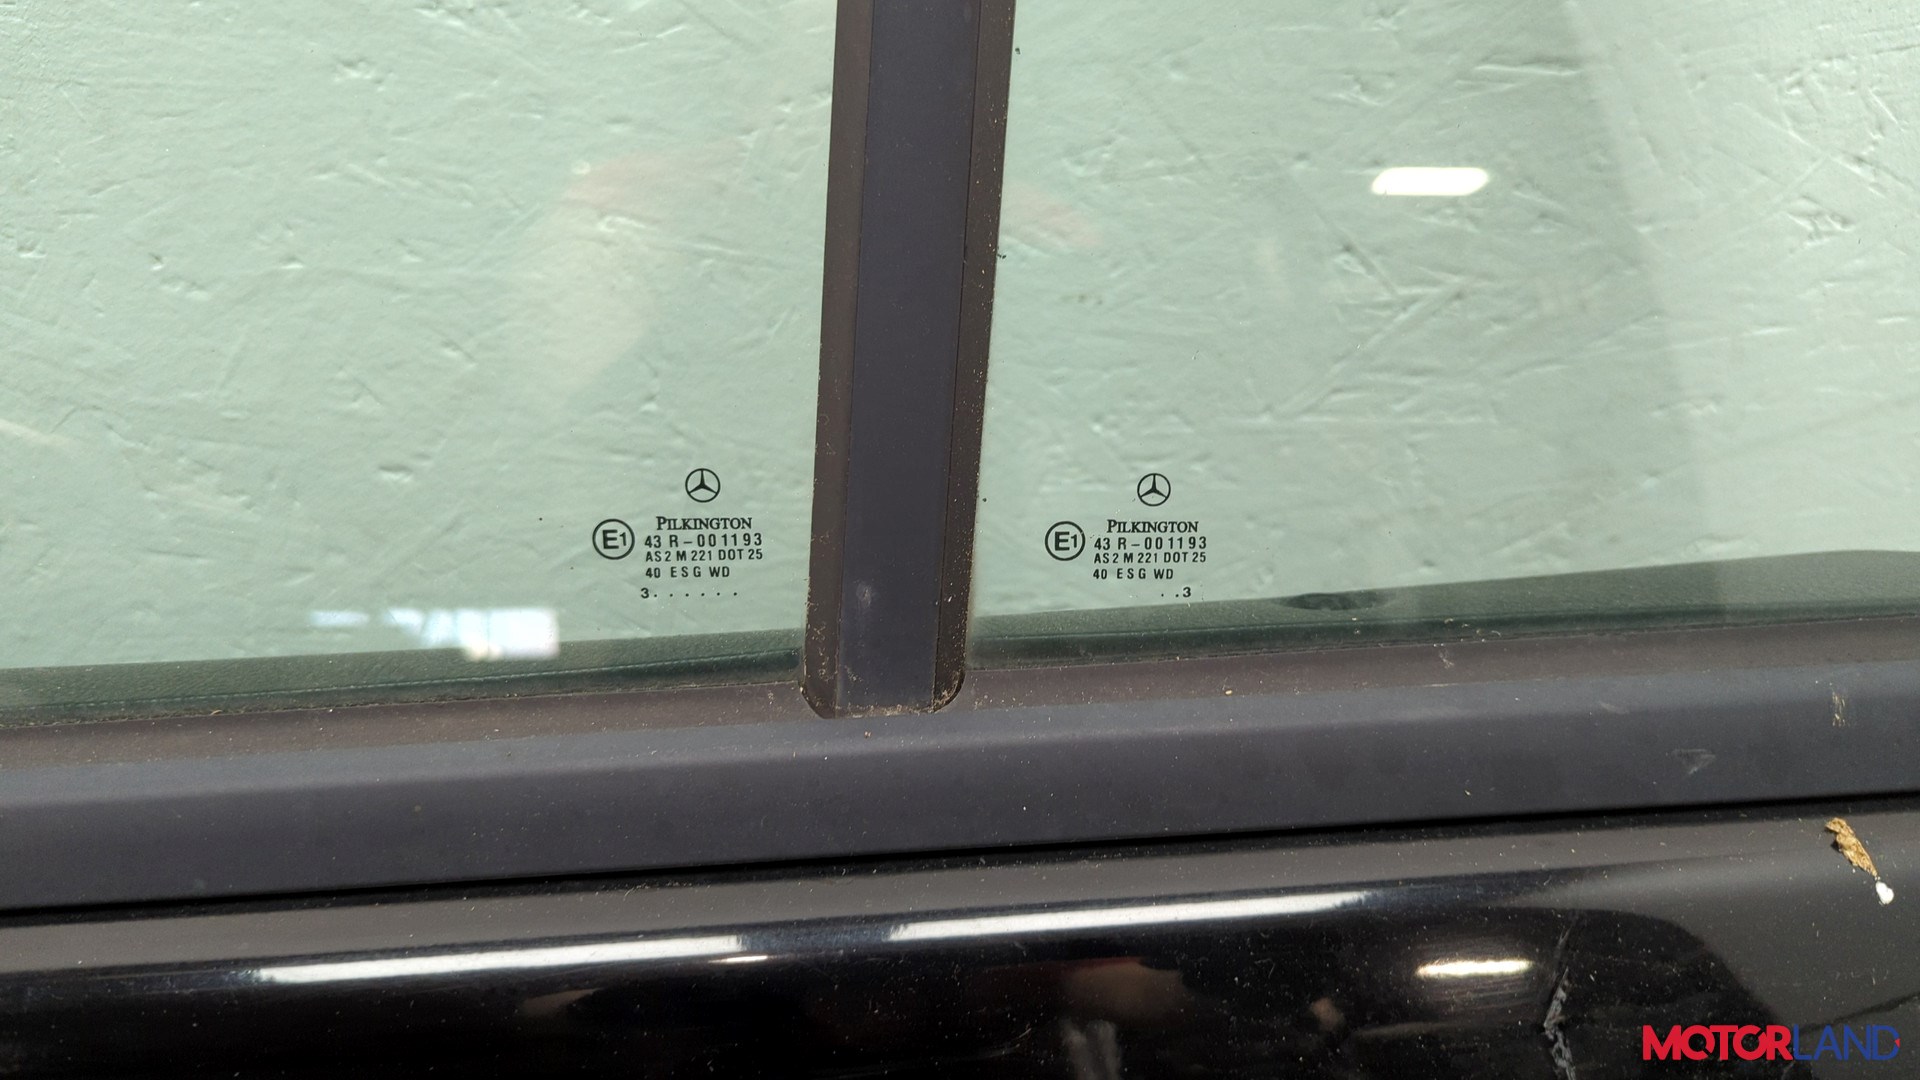 PILKINGTON
E1 43 R-001193
AS2 M 221 DOT 25
40 ESG WD
3. . . . . .
PILKINGTON
E1 43 R-001193
AS2 M 221 DOT 25
40 ESG WD
. .3
MOTORLAND